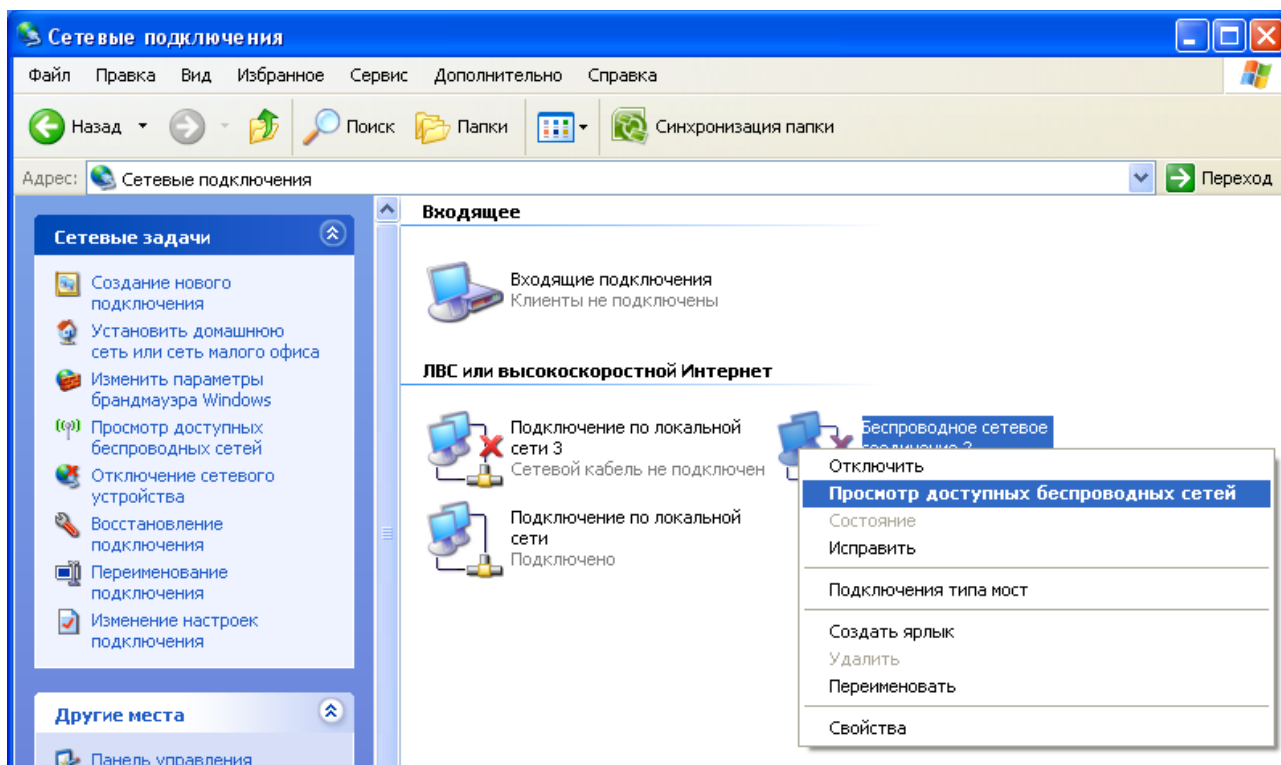 Сетевые подключения
Файл Правка Вид Избранное Сервис Дополнительно Справка
Назад Поиск Папки Синхронизация папки
Адрес: Сетевые подключения Переход
Сетевые задачи
Создание нового
подключения
Установить домашнюю
сеть или сеть малого офиса
Изменить параметры
брандмауэра Windows
Просмотр доступных
беспроводных сетей
Отключение сетевого
устройства
Восстановление
подключения
Переименование
подключения
Изменение настроек
подключения
Другие места
Панель управления
Входящее
Входящие подключения
Клиенты не подключены
ЛВС или высокоскоростной Интернет
Подключение по локальной
сети 3
Сетевой кабель не подключен
Подключение по локальной
сети
Подключено
Беспроводное сетевое
соединение
Отключить
Просмотр доступных беспроводных сетей
Состояние
Исправить
Подключения типа мост
Создать ярлык
Удалить
Переименовать
Свойства